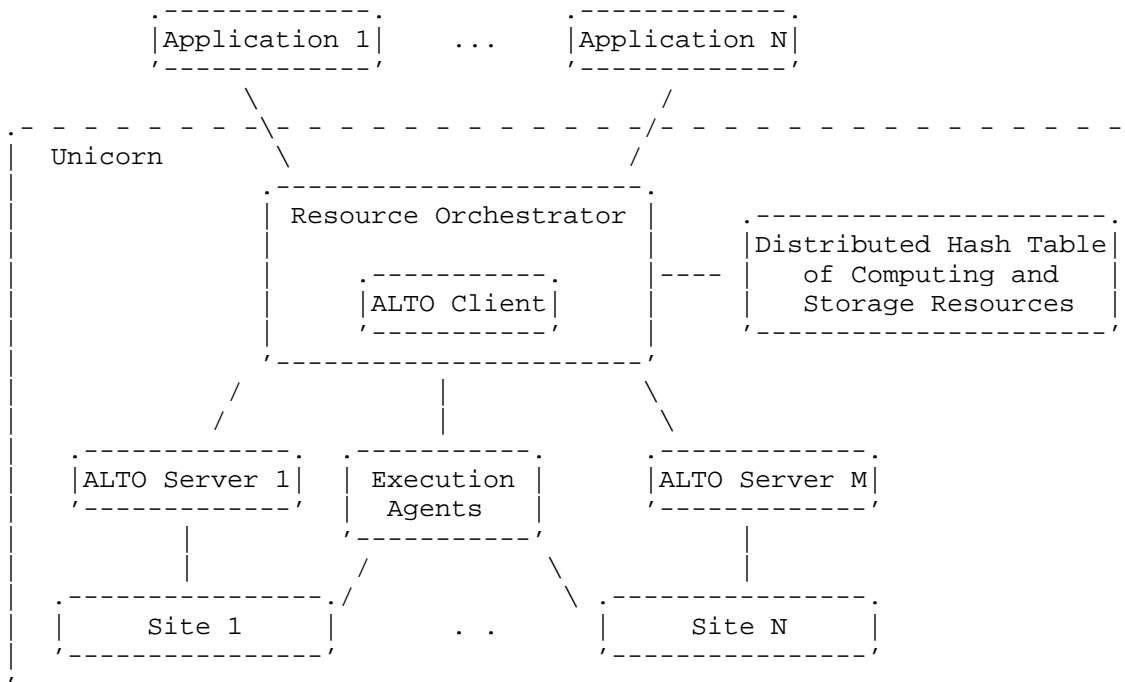 Application 1 ... Application N
Unicorn
Resource Orchestrator
Distributed Hash Table
of Computing and
ALTO Client
Storage Resources
ALTO Server 1 Execution ALTO Server M
Agents
Site 1 . . Site N